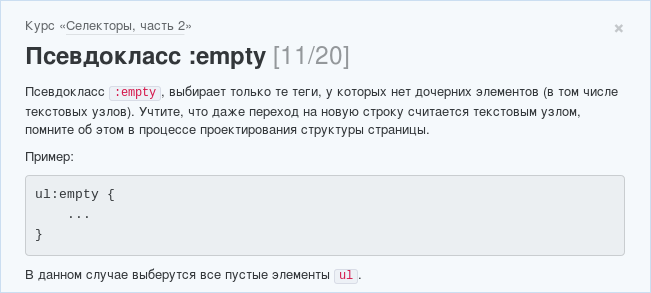 Курс «Селекторы, часть 2»
Псевдокласс :empty [11/20]
Псевдокласс :empty, выбирает только те теги, у которых нет дочерних элементов (в том числе
текстовых узлов). Учтите, что даже переход на новую строку считается текстовым узлом,
помните об этом в процессе проектирования структуры страницы.
Пример:
ul:empty {
    ...
}
В данном случае выберутся все пустые элементы ul.